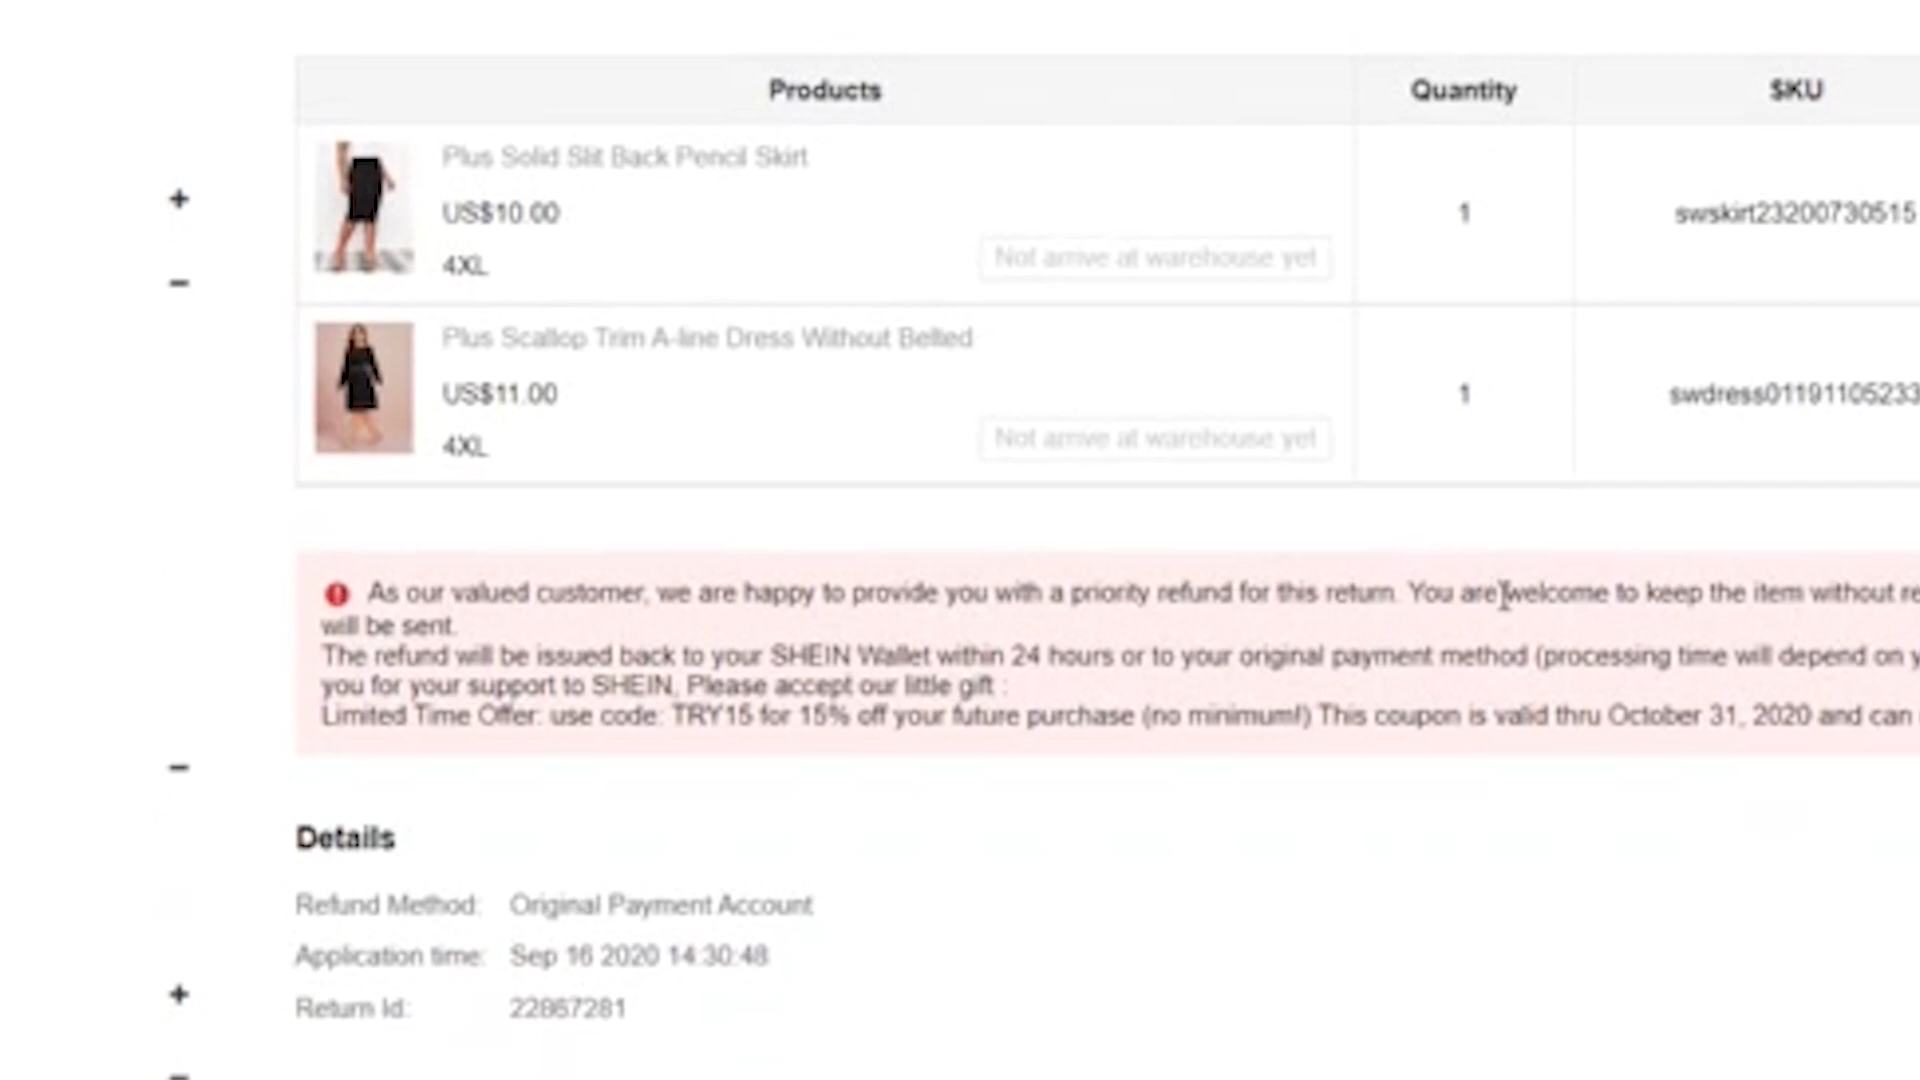 Products Quantity SKU
Plus Solid Slit Back Pencil Skirt
US$10.00 1 swskirt23200730515
4XL Not arrive at warehouse yet
Plus Scallop Trim A-line Dress Without Belted
US$11.00 1 swdress01191105233
4XL Not arrive at warehouse yet
As our valued customer, we are happy to provide you with a priority refund for this return. You are welcome to keep the item without re
will be sent.
The refund will be issued back to your SHEIN Wallet within 24 hours or to your original payment method (processing time will depend on y
you for your support to SHEIN, Please accept our little gift :
Limited Time Offer: use code: TRY15 for 15% off your future purchase (no minimum!) This coupon is valid thru October 31, 2020 and can
Details
Refund Method: Original Payment Account
Application time: Sep 16 2020 14:30:48
Return Id: 22867281